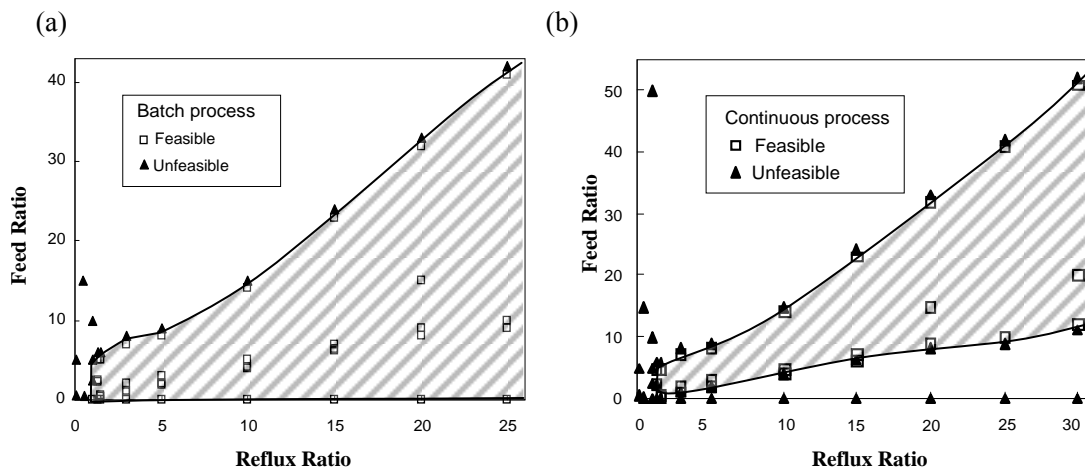 (a)
Feed Ratio
40
30
20
10
0
Batch process
Feasible
Unfeasible
0 5 10 15 20 25
Reflux Ratio
(b)
Feed Ratio
50
40
30
20
10
0
Continuous process
Feasible
Unfeasible
0 5 10 15 20 25 30
Reflux Ratio